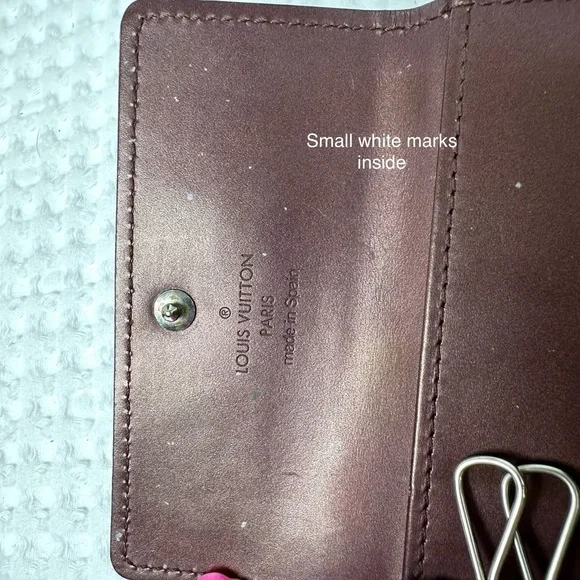 Small white marks
inside
®
LOUIS VUITTON
PARIS
made in Spain